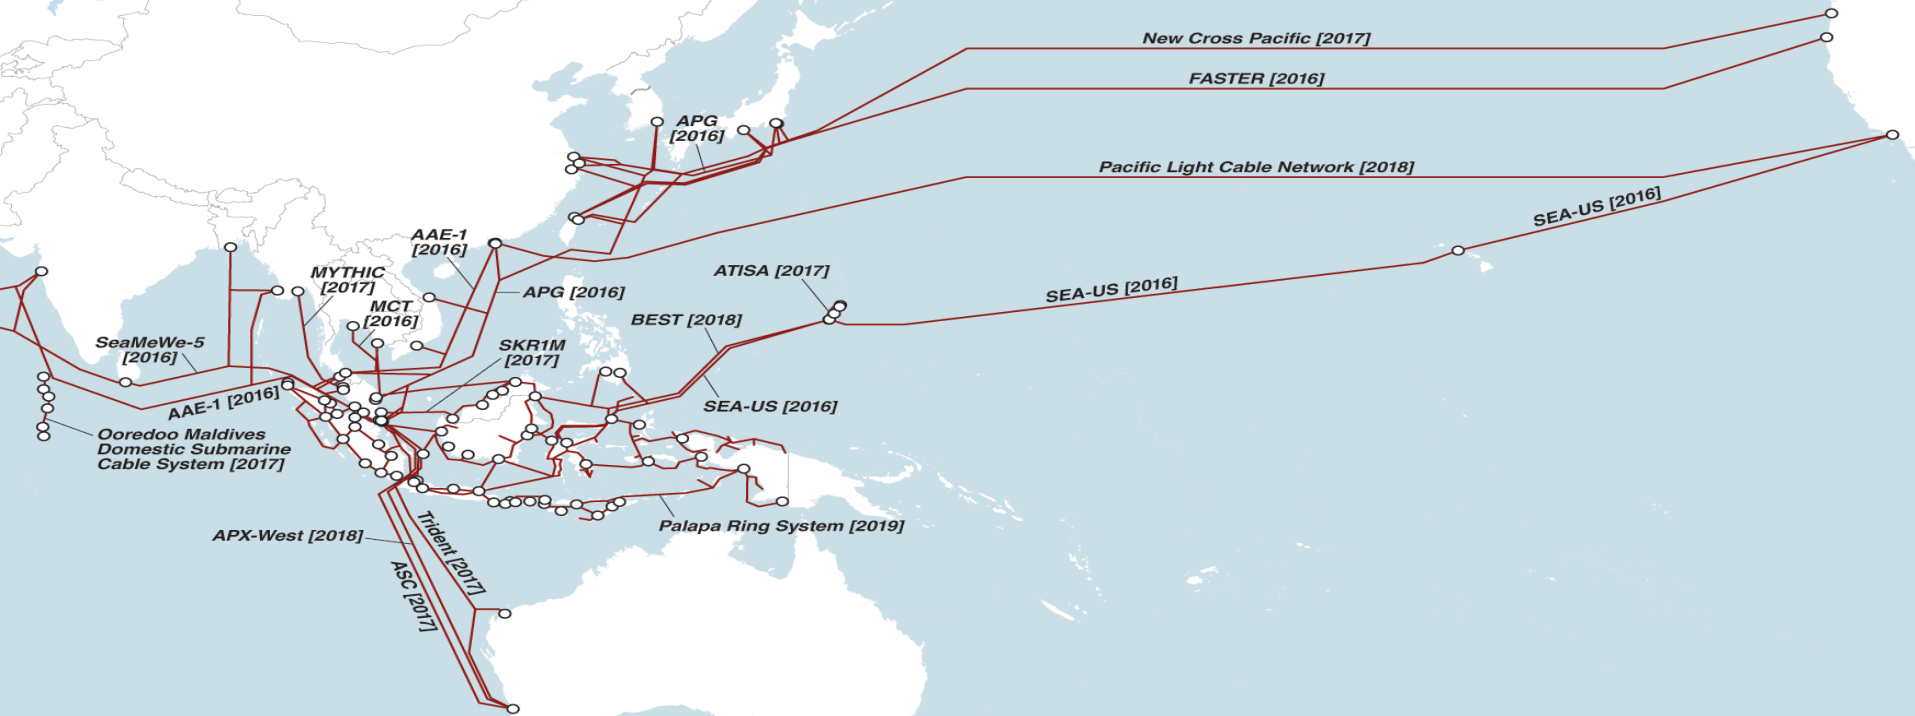 New Cross Pacific [2017]
FASTER [2016]
APG
[2016]
Pacific Light Cable Network [2018]
SEA-US [2016]
AAE-1
[2016]
MYTHIC
[2017]
ATISA [2017]
MCT
[2016]
APG [2016]
SEA-US [2016]
BEST [2018]
SeaMeWe-5
[2016]
SKR1M
[2017]
AAE-1 [2016]
SEA-US [2016]
Ooredoo Maldives
Domestic Submarine
Cable System [2017]
Palapa Ring System [2019]
APX-West [2018]
Trident [2017]
ASC [2017]